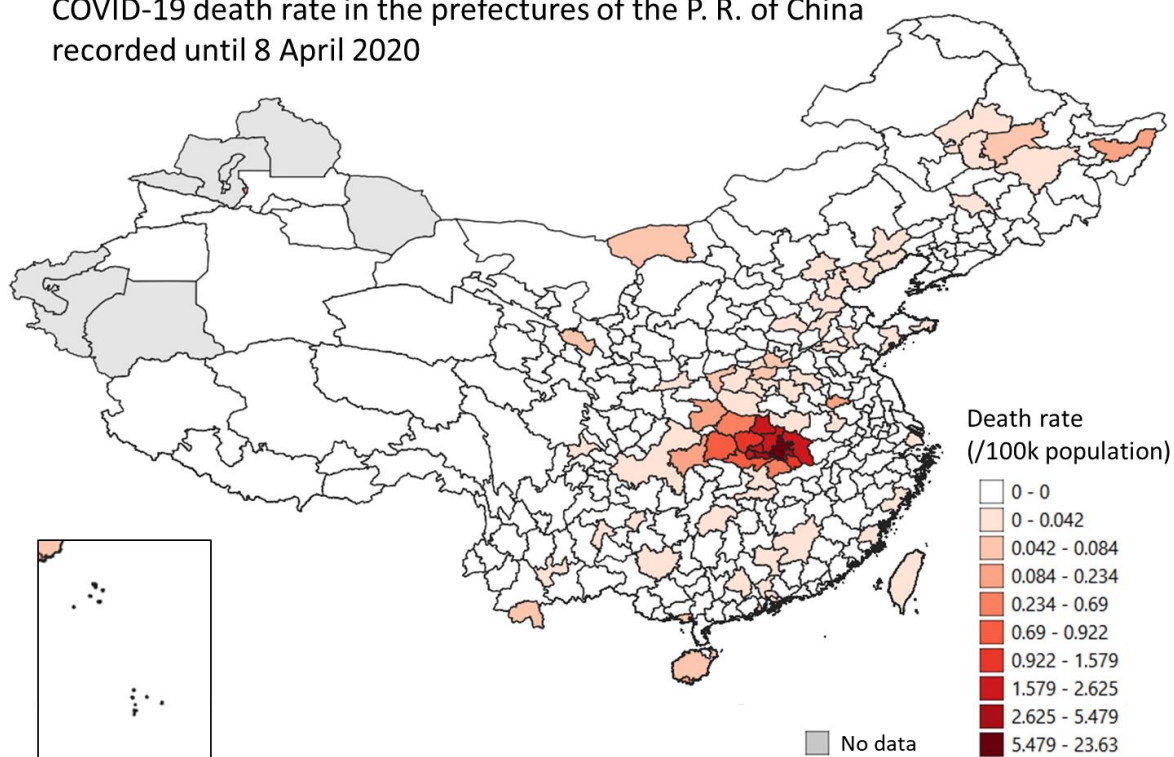 COVID-19 death rate in the prefectures of the P. R. of China
recorded until 8 April 2020
Death rate
(/100k population)
0 - 0
0 - 0.042
0.042 - 0.084
0.084 - 0.234
0.234 - 0.69
0.69 - 0.922
0.922 - 1.579
1.579 - 2.625
2.625 - 5.479
5.479 - 23.63
No data